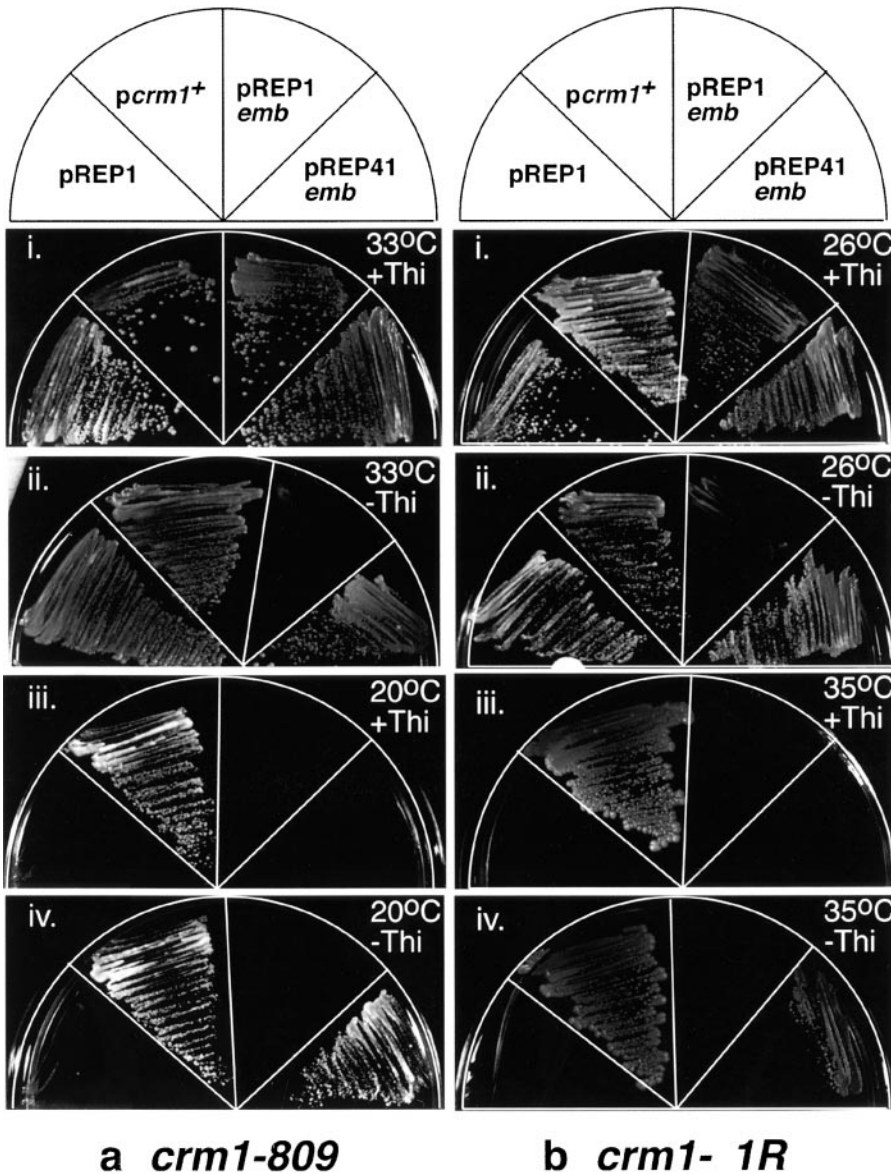 pREP1
pcrm1+
pREP1
emb
pREP41
emb
pREP1
pcrm1+
pREP1
emb
pREP41
emb
i.
33oC
+Thi
i.
26oC
+Thi
ii.
33oC
-Thi
ii.
26oC
-Thi
iii.
20oC
+Thi
iii.
35oC
+Thi
iv.
20oC
-Thi
iv.
35oC
-Thi
a crm1-809
b crm1- 1R